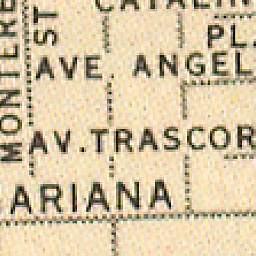 CATALIN
PL.
AVE. ANGEL
AV. TRASCOR
ARIANA
MONTERE
ST